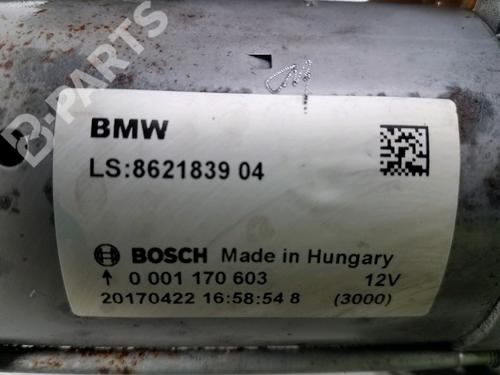 B-PARTS
BMW
LS:8621839 04
BOSCH Made in Hungary
0 001 170 603 12V
20170422 16:58:54 8 (3000)